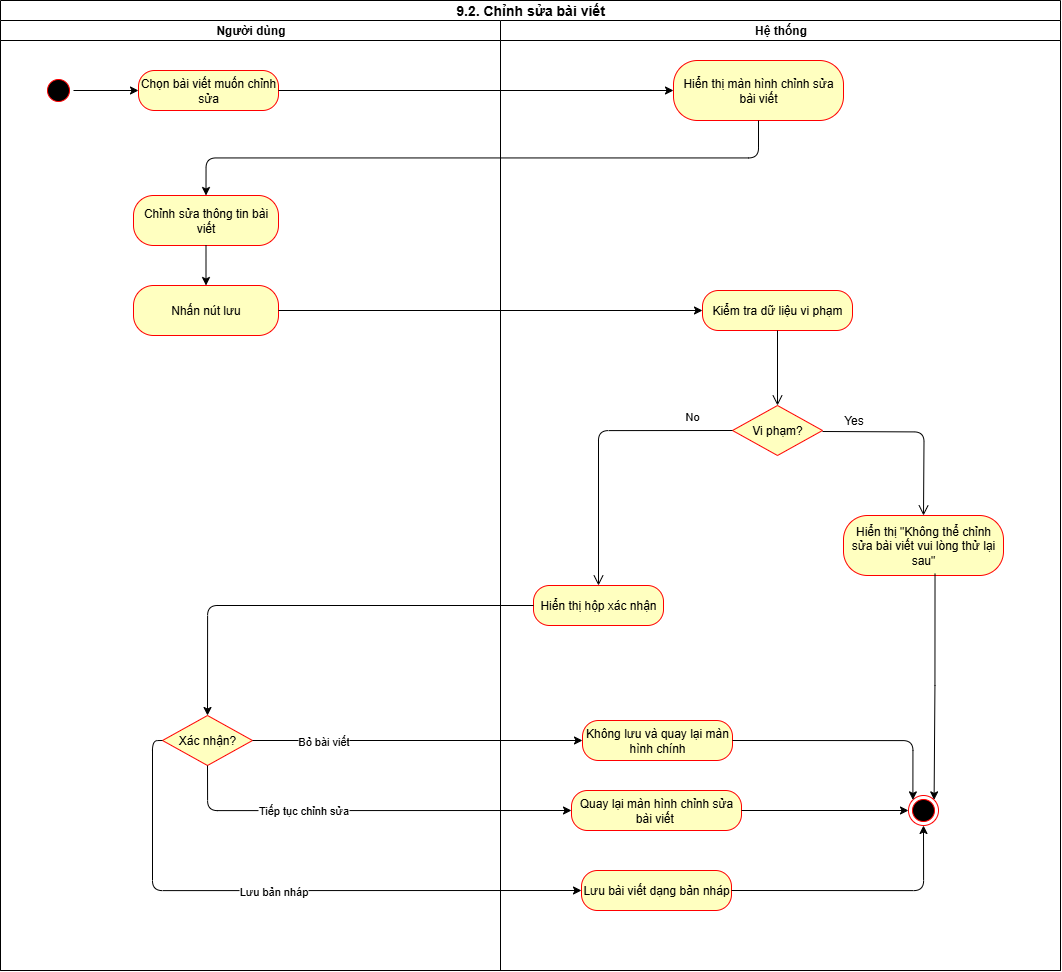 9.2. Chỉnh sửa bài viết
Người dùng
Hệ thống
Chọn bài viết muốn chỉnh
sửa
Hiển thị màn hình chỉnh sửa
bài viết
Chỉnh sửa thông tin bài
viết
Nhấn nút lưu
Kiểm tra dữ liệu vi phạm
Vi phạm?
No
Yes
Hiển thị "Không thể chỉnh
sửa bài viết vui lòng thử lại
sau"
Hiển thị hộp xác nhận
Xác nhận?
Bỏ bài viết
Không lưu và quay lại màn
hình chính
Tiếp tục chỉnh sửa
Quay lại màn hình chỉnh sửa
bài viết
Lưu bản nháp
Lưu bài viết dạng bản nháp